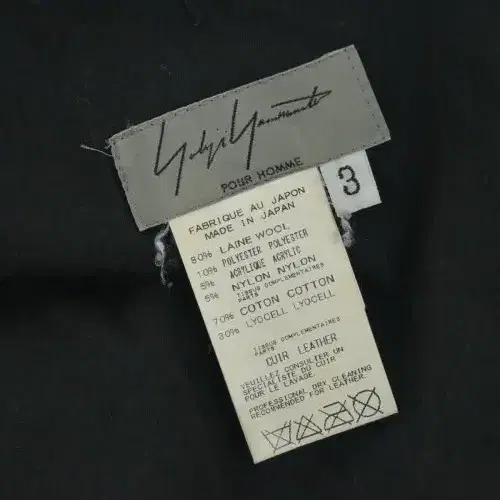 Yohji Yamamoto
POUR HOMME
3
FABRIQUE AU JAPON
MADE IN JAPAN
80% LAINE WOOL
10% POLYESTER POLYESTER
5% ACRYLIQUE ACRYLIC
5% NYLON NYLON
TISSUS COMPLEMENTAIRES
PARTS
70% COTON COTTON
30% LYOCELL LYOCELL
TISSUS COMPLEMENTAIRES
PARTS
CUIR LEATHER
VEUILLEZ CONSULTER UN
SPECIALISTE DU CUIR
POUR LE LAVAGE.
PROFESSIONAL DRY CLEANING
RECOMMENDED FOR LEATHER.